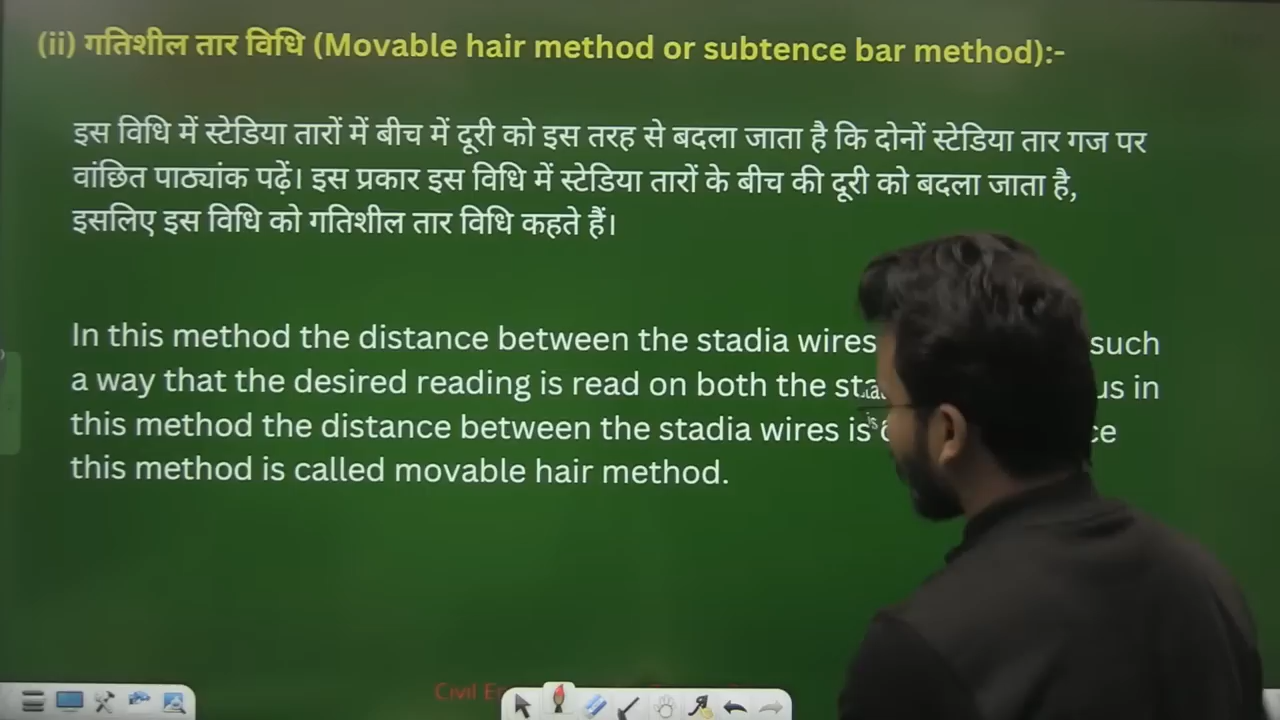 (ii) गतिशील तार विधि (Movable hair method or subtence bar method):-
इस विधि में स्टेडिया तारों में बीच में दूरी को इस तरह से बदला जाता है कि दोनों स्टेडिया तार गज पर
वांछित पाठ्यांक पढ़ें। इस प्रकार इस विधि में स्टेडिया तारों के बीच की दूरी को बदला जाता है,
इसलिए इस विधि को गतिशील तार विधि कहते हैं।
In this method the distance between the stadia wires such
a way that the desired reading is read on both the in
this method the distance between the stadia wires is
this method is called movable hair method.
Civil